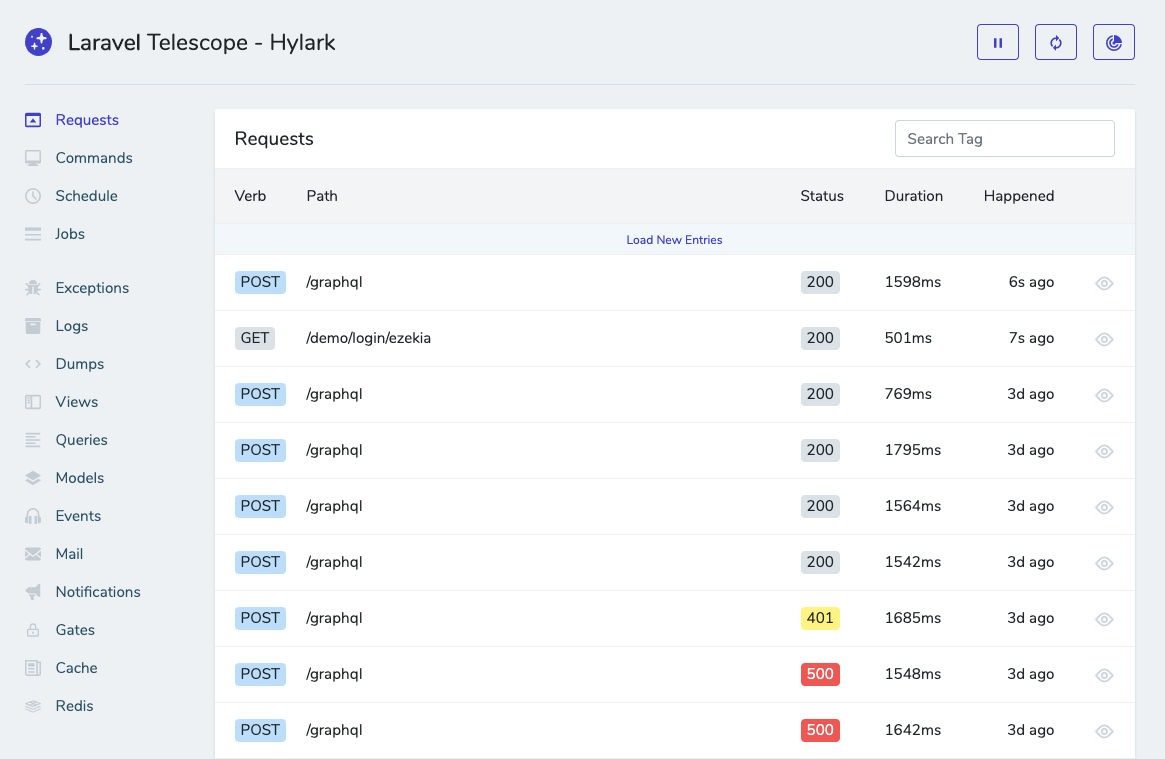 Laravel Telescope - Hylark
Requests
Commands
Schedule
Jobs
Exceptions
Logs
Dumps
Views
Queries
Models
Events
Mail
Notifications
Gates
Cache
Redis
Requests
Search Tag
Verb Path Status Duration Happened
Load New Entries
POST /graphql 200 1598ms 6s ago
GET /demo/login/ezekia 200 501ms 7s ago
POST /graphql 200 769ms 3d ago
POST /graphql 200 1795ms 3d ago
POST /graphql 200 1564ms 3d ago
POST /graphql 200 1542ms 3d ago
POST /graphql 401 1685ms 3d ago
POST /graphql 500 1548ms 3d ago
POST /graphql 500 1642ms 3d ago